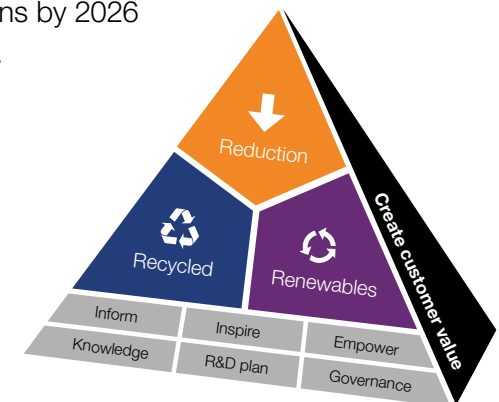 ns by 2026
Reduction
Recycled
Renewables
Create customer value
Inform
Inspire
Empower
Knowledge
R&D plan
Governance